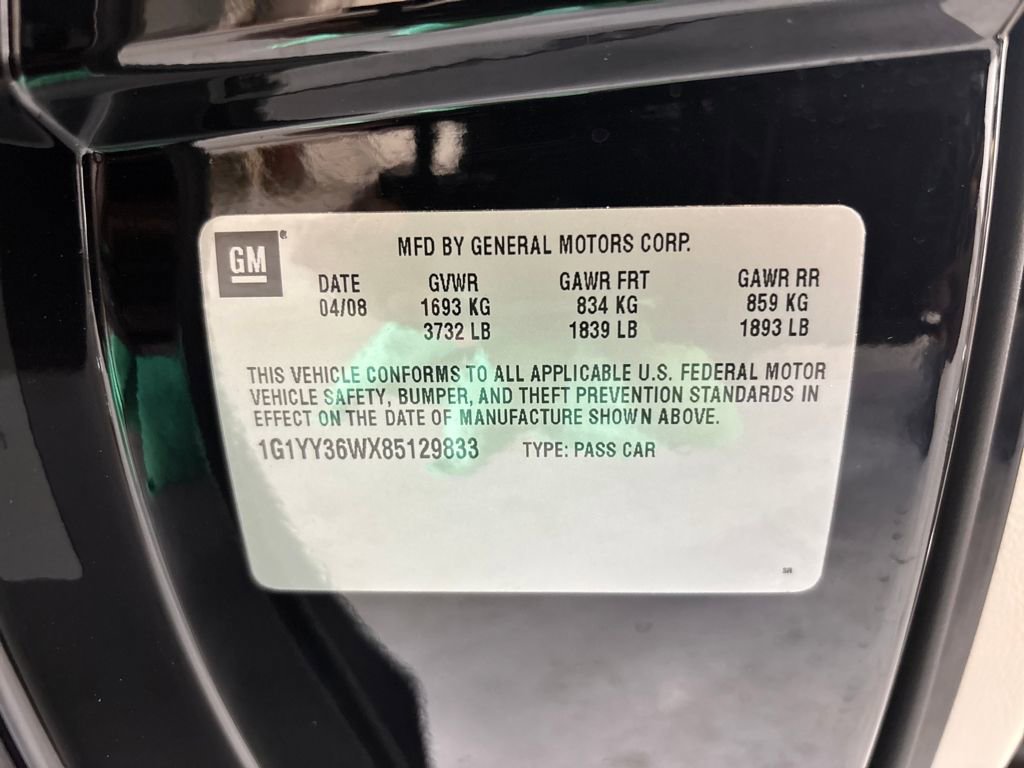 GM®
MFD BY GENERAL MOTORS CORP.
DATE GVWR GAWR FRT GAWR RR
04/08 1693 KG 834 KG 859 KG
3732 LB 1839 LB 1893 LB
THIS VEHICLE CONFORMS TO ALL APPLICABLE U.S. FEDERAL MOTOR
VEHICLE SAFETY, BUMPER, AND THEFT PREVENTION STANDARDS IN
EFFECT ON THE DATE OF MANUFACTURE SHOWN ABOVE.
1G1YY36WX85129833 TYPE: PASS CAR